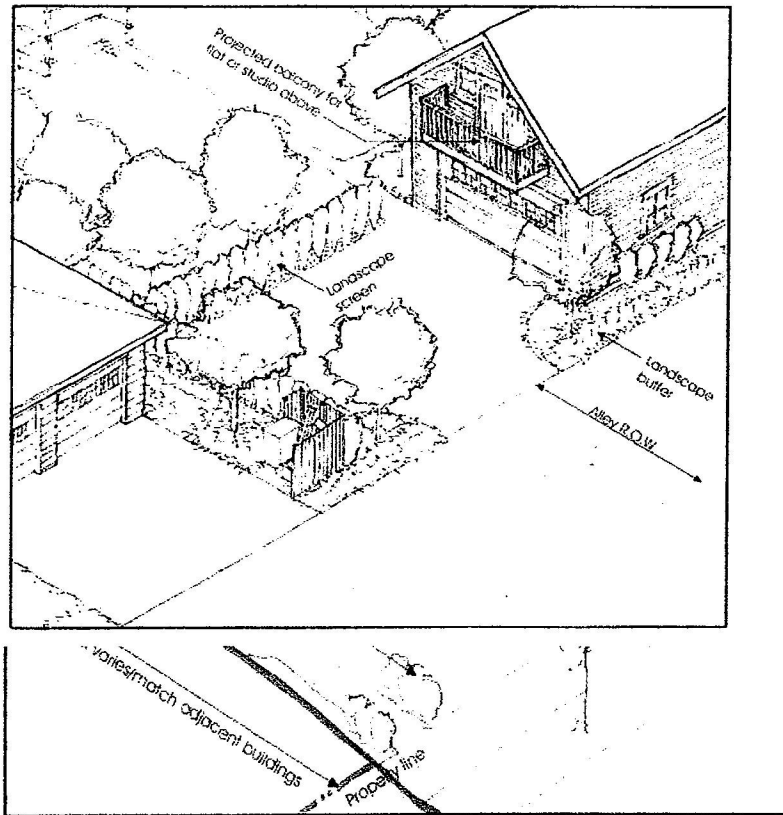 Projected balcony for
flat or studio above
Landscape
screen
Landscape
buffer
Alley R.O.W
varies/match adjacent buildings
Property line